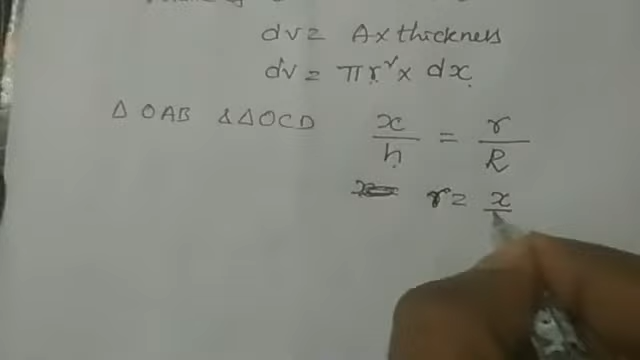 dv = A x thickness
dv = πr² x dx
Δ OAB & Δ OCD x/h = r/R
r = x/